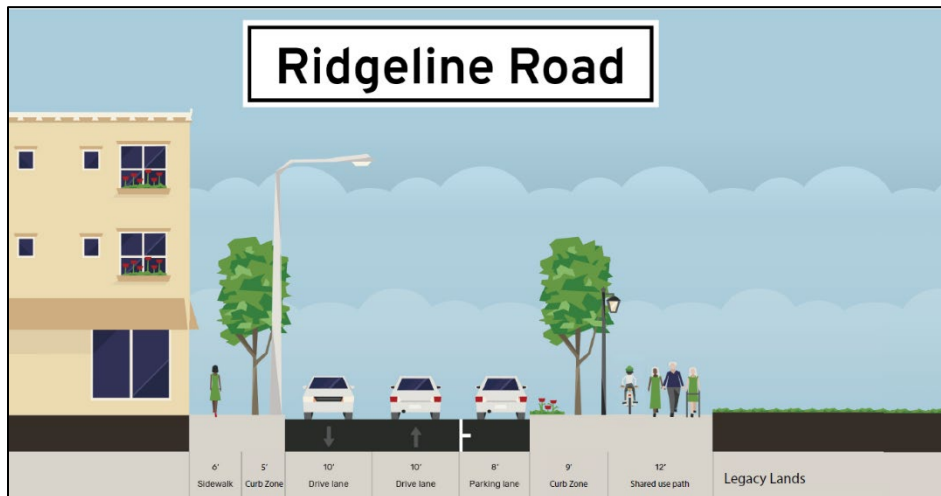 Ridgeline Road
6' 5' 10' 10' 8' 9' 12'
Sidewalk Curb Zone Drive lane Drive lane Parking lane Curb Zone Shared use path Legacy Lands